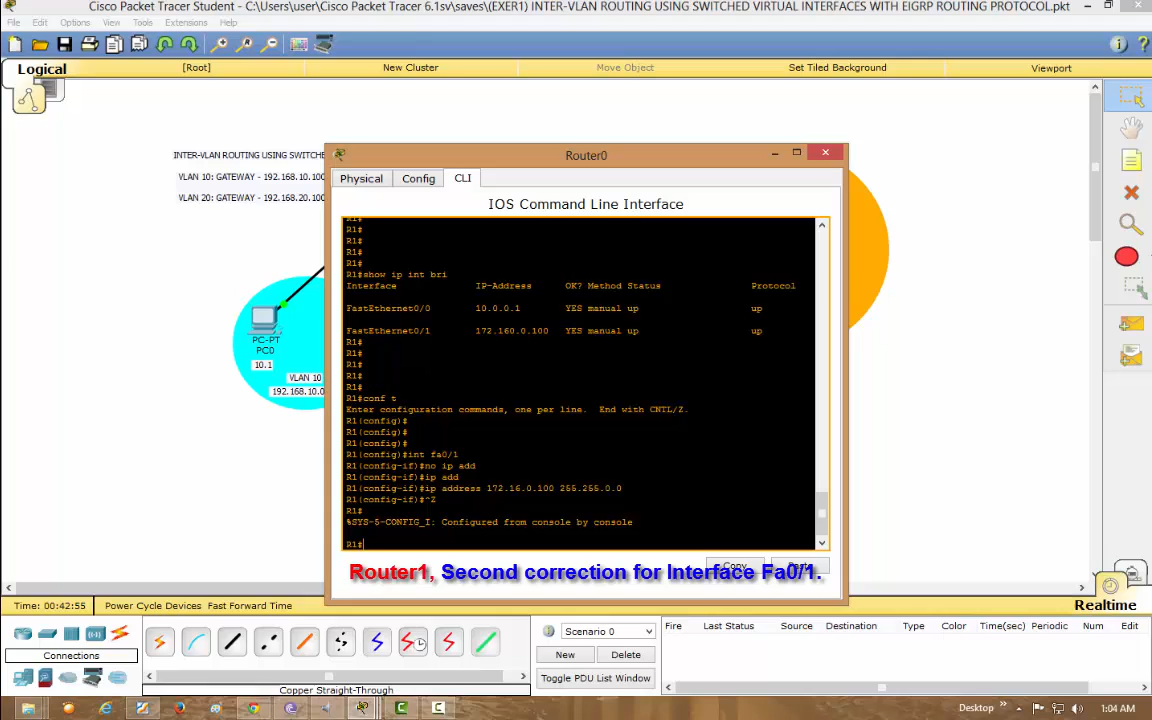 Cisco Packet Tracer Student - C:\Users\user\Cisco Packet Tracer 6.1sv\saves\(EXER1) INTER-VLAN ROUTING USING SWITCHED VIRTUAL INTERFACES WITH EIGRP ROUTING PROTOCOL.pkt
File Edit Options View Tools Extensions Help
Logical [Root] New Cluster Move Object Set Tiled Background Viewport
INTER-VLAN ROUTING USING SWITCHE
VLAN 10: GATEWAY - 192.168.10.100
VLAN 20: GATEWAY - 192.168.20.100
PC-PT
PC0
10.1
VLAN 10
192.168.10.0
Router0
Physical Config CLI
IOS Command Line Interface
R1#
R1#
R1#
R1#
R1#
R1#show ip int bri
Interface IP-Address OK? Method Status Protocol
FastEthernet0/0 10.0.0.1 YES manual up up
FastEthernet0/1 172.160.0.100 YES manual up up
R1#
R1#
R1#
R1#
R1#
R1#conf t
Enter configuration commands, one per line. End with CNTL/Z.
R1(config)#
R1(config)#
R1(config)#
R1(config)#int fa0/1
R1(config-if)#no ip add
R1(config-if)#ip add
R1(config-if)#ip address 172.16.0.100 255.255.0.0
R1(config-if)#^Z
R1#
%SYS-5-CONFIG_I: Configured from console by console
R1#
Copy Paste
Router1, Second correction for Interface Fa0/1.
Time: 00:42:55 Power Cycle Devices Fast Forward Time
Realtime
Connections
Copper Straight-Through
Scenario 0
New Delete
Toggle PDU List Window
Fire Last Status Source Destination Type Color Time(sec) Periodic Num Edit
Desktop
1:04 AM